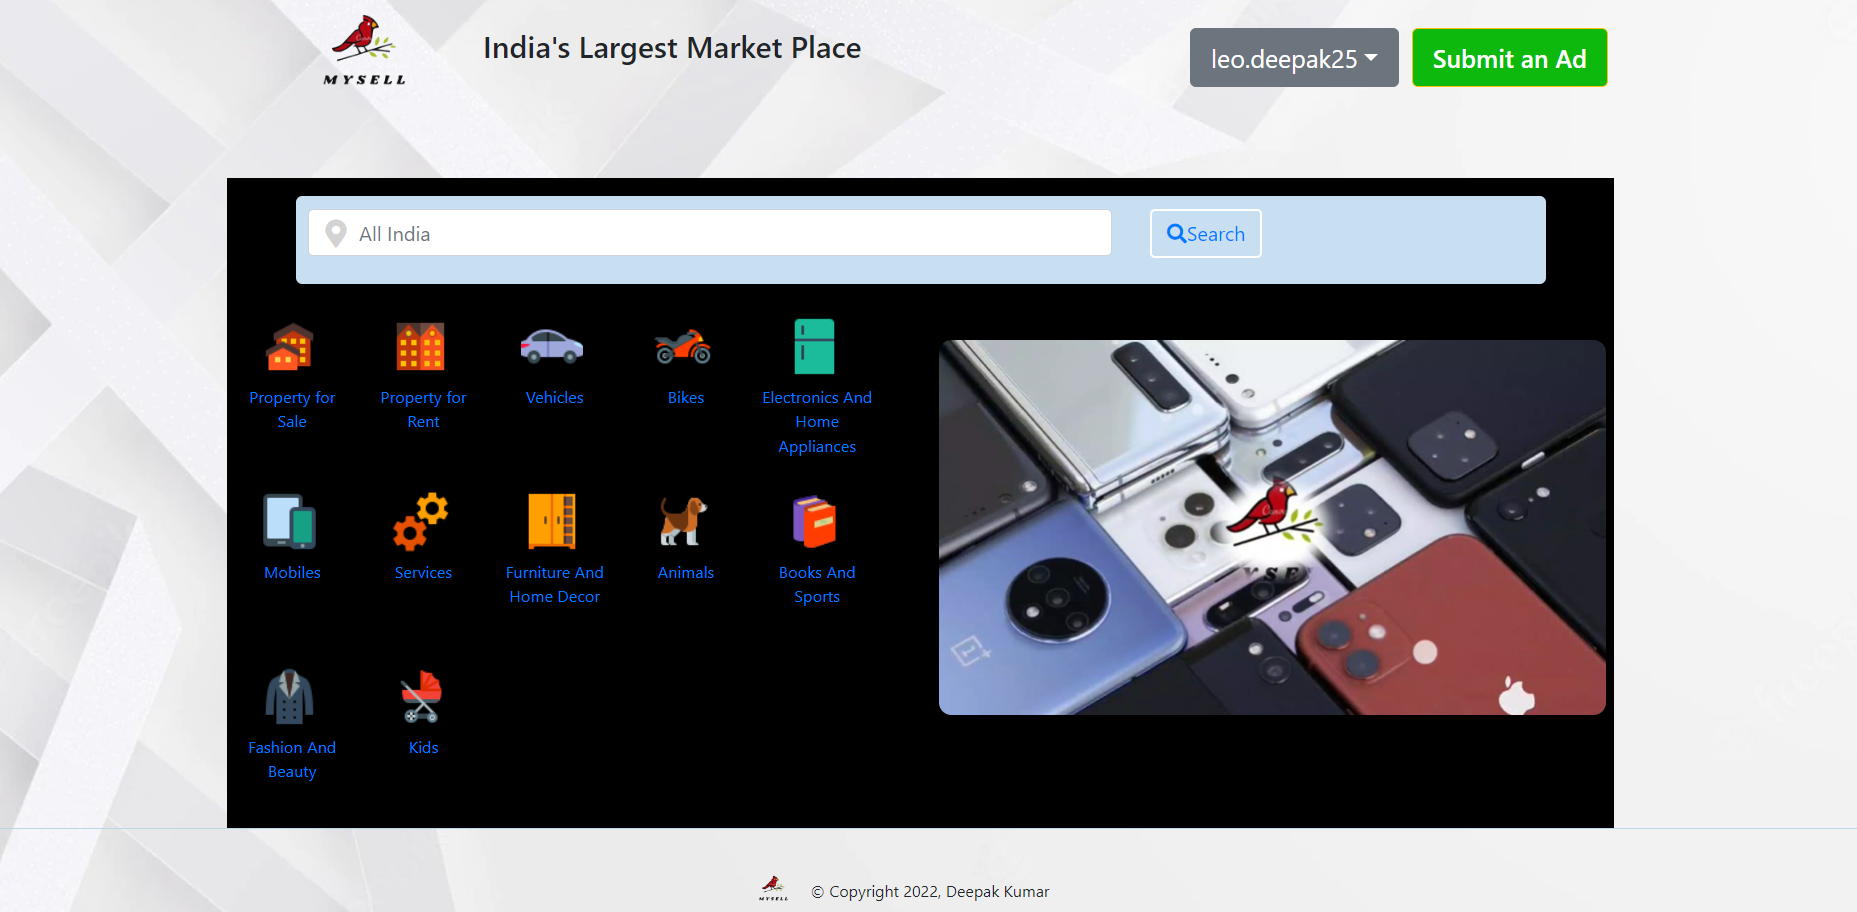 MYSELL
India's Largest Market Place
leo.deepak25
Submit an Ad
All India
Search
Property for
Sale
Property for
Rent
Vehicles
Bikes
Electronics And
Home
Appliances
Mobiles
Services
Furniture And
Home Decor
Animals
Books And
Sports
Fashion And
Beauty
Kids
MYSELL
© Copyright 2022, Deepak Kumar